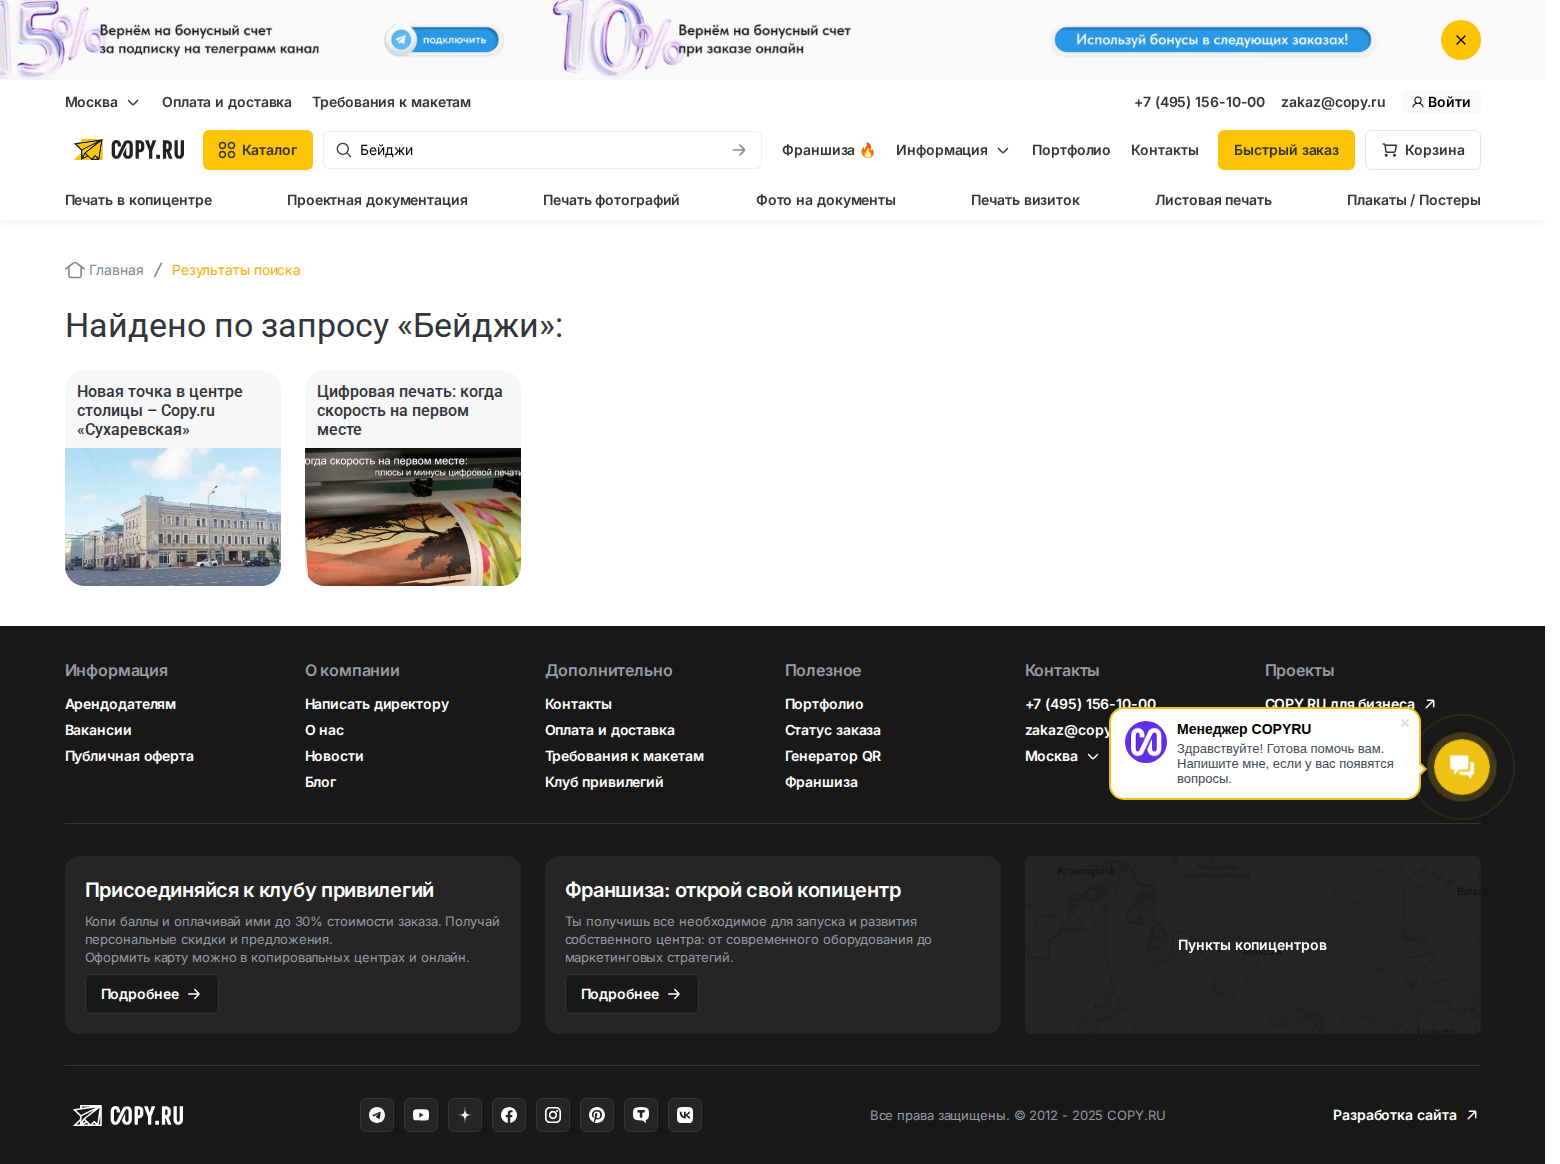 15% Вернём на бонусный счет
за подписку на телеграмм канал
подключить
10% Вернём на бонусный счет
при заказе онлайн
Используй бонусы в следующих заказах!
Москва Оплата и доставка Требования к макетам +7 (495) 156-10-00 zakaz@copy.ru Войти
COPY.RU Каталог Бейджи Франшиза Информация Портфолио Контакты Быстрый заказ Корзина
Печать в копицентре Проектная документация Печать фотографий Фото на документы Печать визиток Листовая печать Плакаты / Постеры
Главная / Результаты поиска
Найдено по запросу «Бейджи»:
Новая точка в центре
столицы – Copy.ru
«Сухаревская»
Цифровая печать: когда
скорость на первом
месте
огда скорость на первом месте:
плюсы и минусы цифровой печати
Информация
Арендодателям
Вакансии
Публичная оферта
О компании
Написать директору
О нас
Новости
Блог
Дополнительно
Контакты
Оплата и доставка
Требования к макетам
Клуб привилегий
Полезное
Портфолио
Статус заказа
Генератор QR
Франшиза
Контакты
+7 (495) 156-10-00
zakaz@copy
Москва
Проекты
COPY.RU для бизнеса
Менеджер COPYRU
Здравствуйте! Готова помочь вам.
Напишите мне, если у вас появятся
вопросы.
Присоединяйся к клубу привилегий
Копи баллы и оплачивай ими до 30% стоимости заказа. Получай
персональные скидки и предложения.
Оформить карту можно в копировальных центрах и онлайн.
Подробнее
Франшиза: открой свой копицентр
Ты получишь все необходимое для запуска и развития
собственного центра: от современного оборудования до
маркетинговых стратегий.
Подробнее
Krasnogorsk
Пункты копицентров
COPY.RU
Все права защищены. © 2012 - 2025 COPY.RU
Разработка сайта